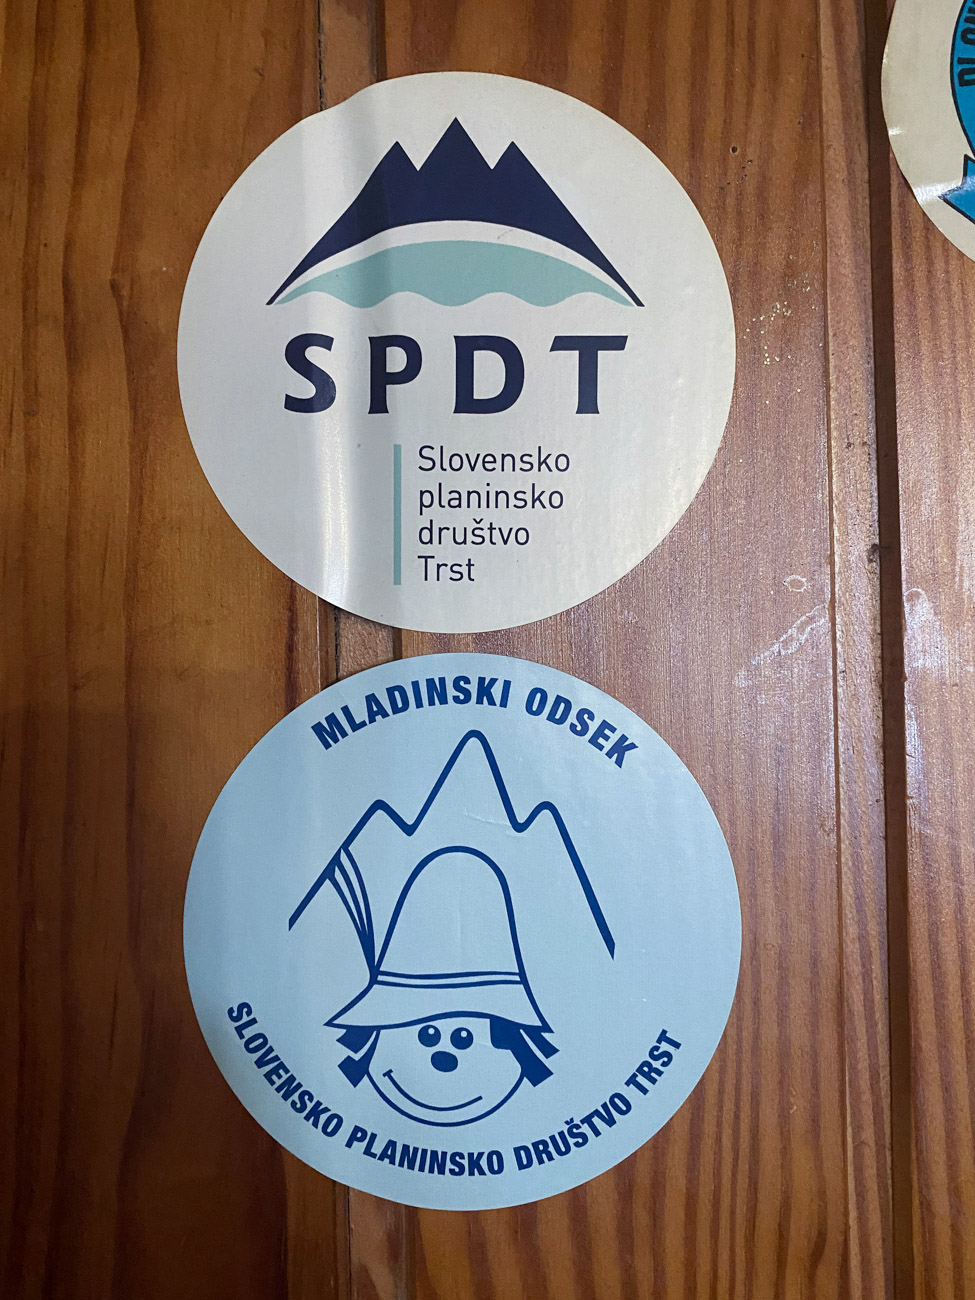 SPDT
Slovensko
planinsko
društvo
Trst
MLADINSKI ODSEK
SLOVENSKO PLANINSKO DRUŠTVO TRST